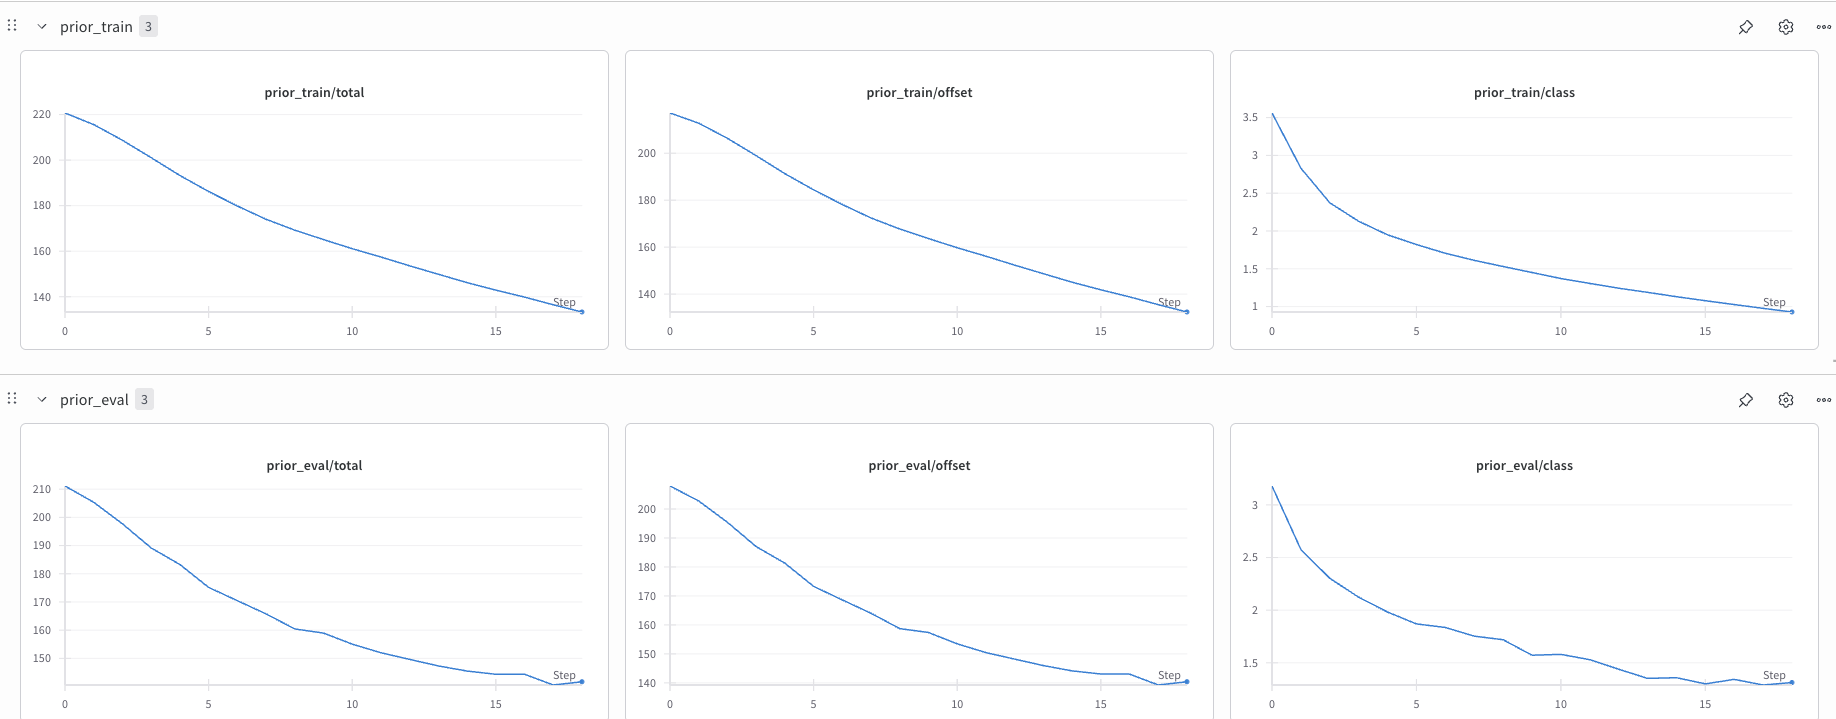 prior_train 3
prior_train/total
220
200
180
160
140
Step
0 5 10 15
prior_train/offset
200
180
160
140
Step
0 5 10 15
prior_train/class
3.5
3
2.5
2
1.5
1
Step
0 5 10 15
prior_eval 3
prior_eval/total
210
200
190
180
170
160
150
Step
0 5 10 15
prior_eval/offset
200
190
180
170
160
150
140
Step
0 5 10 15
prior_eval/class
3
2.5
2
1.5
Step
0 5 10 15